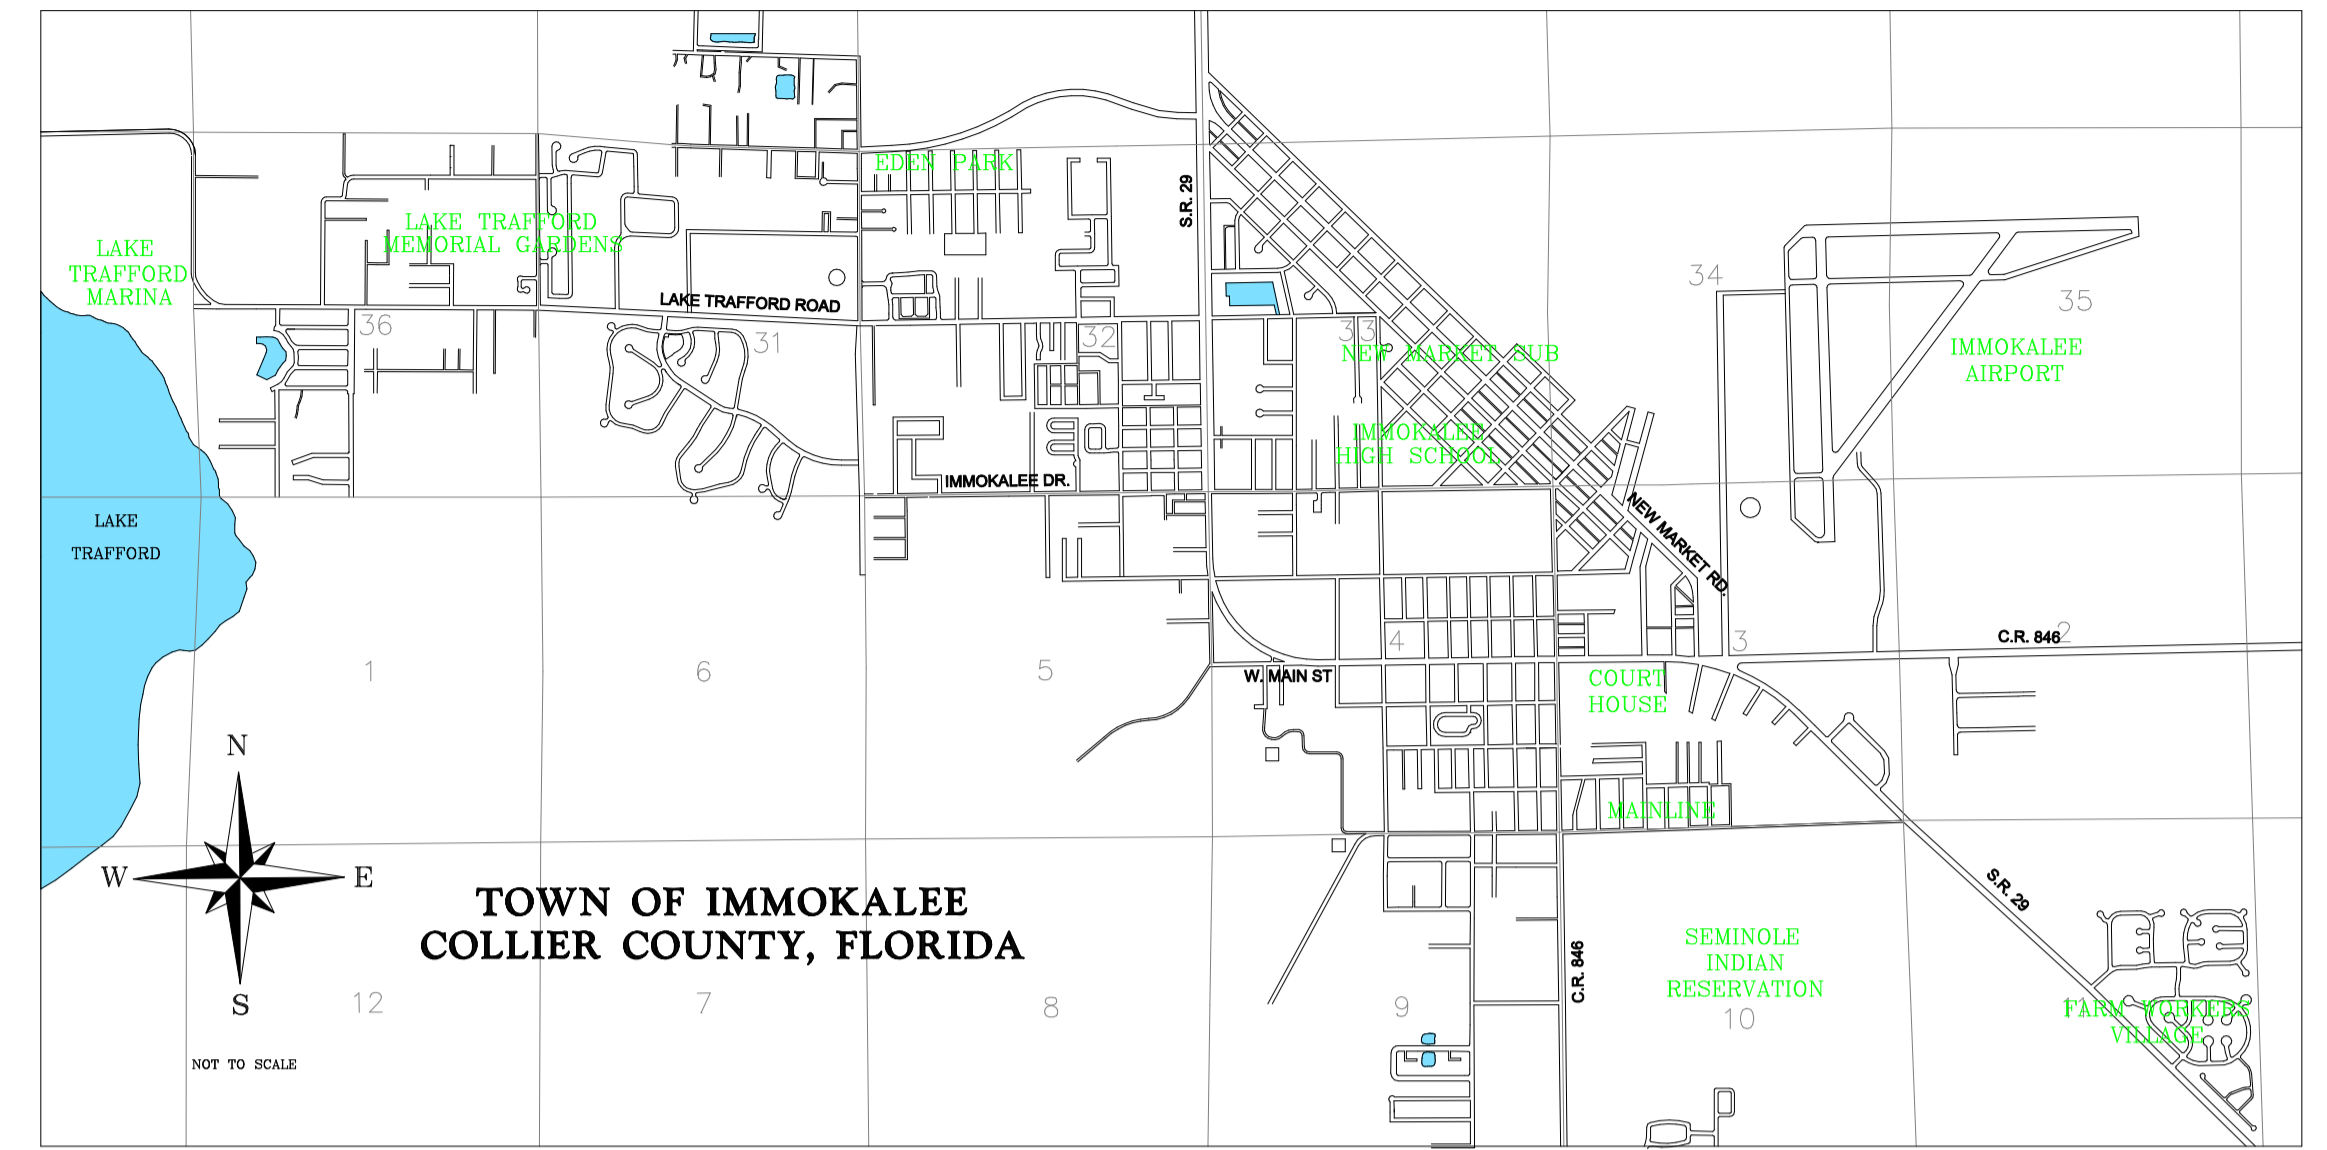 EDEN PARK
S.R. 29
LAKE TRAFFORD
MEMORIAL GARDENS
LAKE
TRAFFORD
MARINA
LAKE TRAFFORD ROAD
34
35
36
31
32
33
NEW MARKET SUB
IMMOKALEE
AIRPORT
IMMOKALEE
HIGH SCHOOL
IMMOKALEE DR.
NEW MARKET RD.
LAKE
TRAFFORD
C.R. 846
1
6
5
4
3
2
W. MAIN ST
COURT
HOUSE
MAINLINE
N
W
E
S
TOWN OF IMMOKALEE
COLLIER COUNTY, FLORIDA
S.R. 29
C.R. 846
SEMINOLE
INDIAN
RESERVATION
12
7
8
9
10
11
FARM WORKERS
VILLAGE
NOT TO SCALE